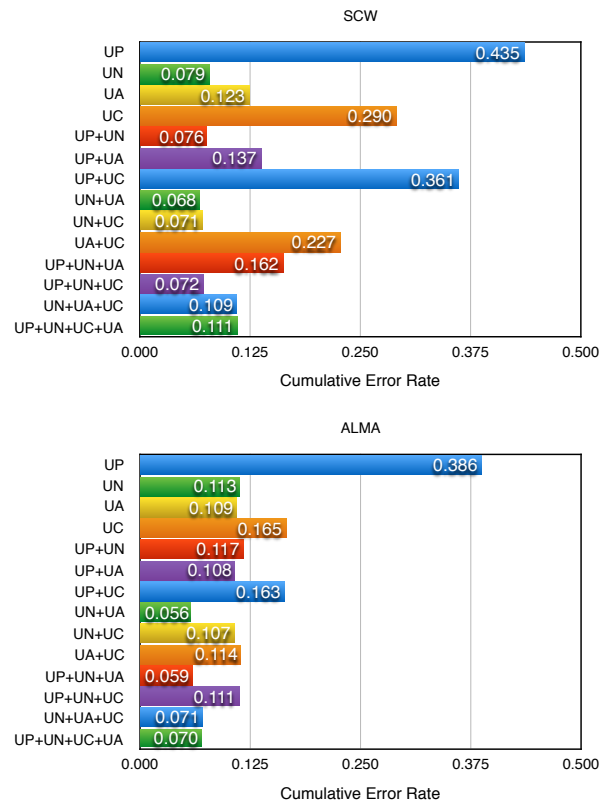 SCW
UP 0.435
UN 0.079
UA 0.123
UC 0.290
UP+UN 0.076
UP+UA 0.137
UP+UC 0.361
UN+UA 0.068
UN+UC 0.071
UA+UC 0.227
UP+UN+UA 0.162
UP+UN+UC 0.072
UN+UA+UC 0.109
UP+UN+UC+UA 0.111
0.000 0.125 0.250 0.375 0.500
Cumulative Error Rate
ALMA
UP 0.386
UN 0.113
UA 0.109
UC 0.165
UP+UN 0.117
UP+UA 0.108
UP+UC 0.163
UN+UA 0.056
UN+UC 0.107
UA+UC 0.114
UP+UN+UA 0.059
UP+UN+UC 0.111
UN+UA+UC 0.071
UP+UN+UC+UA 0.070
0.000 0.125 0.250 0.375 0.500
Cumulative Error Rate